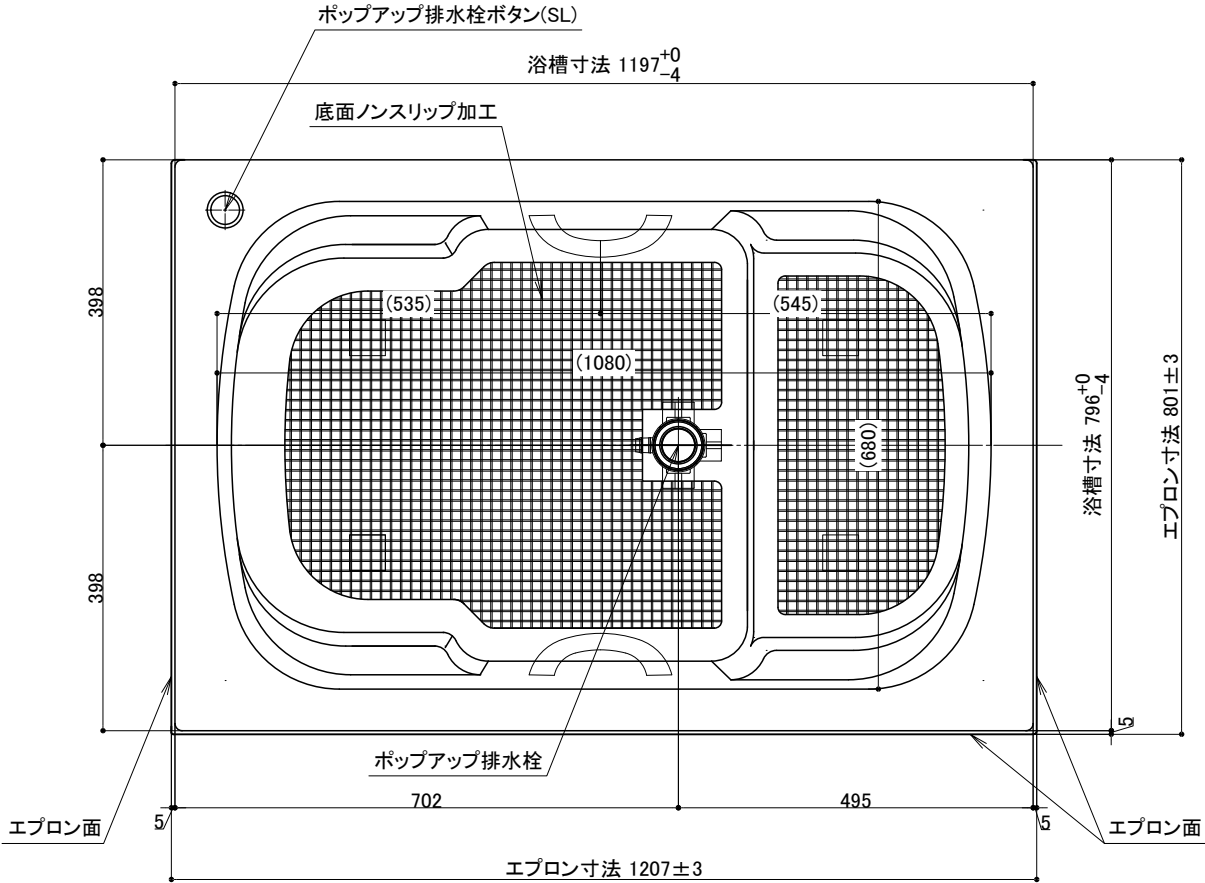 ポップアップ排水栓ボタン(SL)
浴槽寸法 1197 +0 -4
底面ノンスリップ加工
398
(535)
(545)
(1080)
(680)
浴槽寸法 796 +0 -4
エプロン寸法 801±3
398
5
ポップアップ排水栓
702
495
5
5
エプロン面
エプロン面
エプロン寸法 1207±3